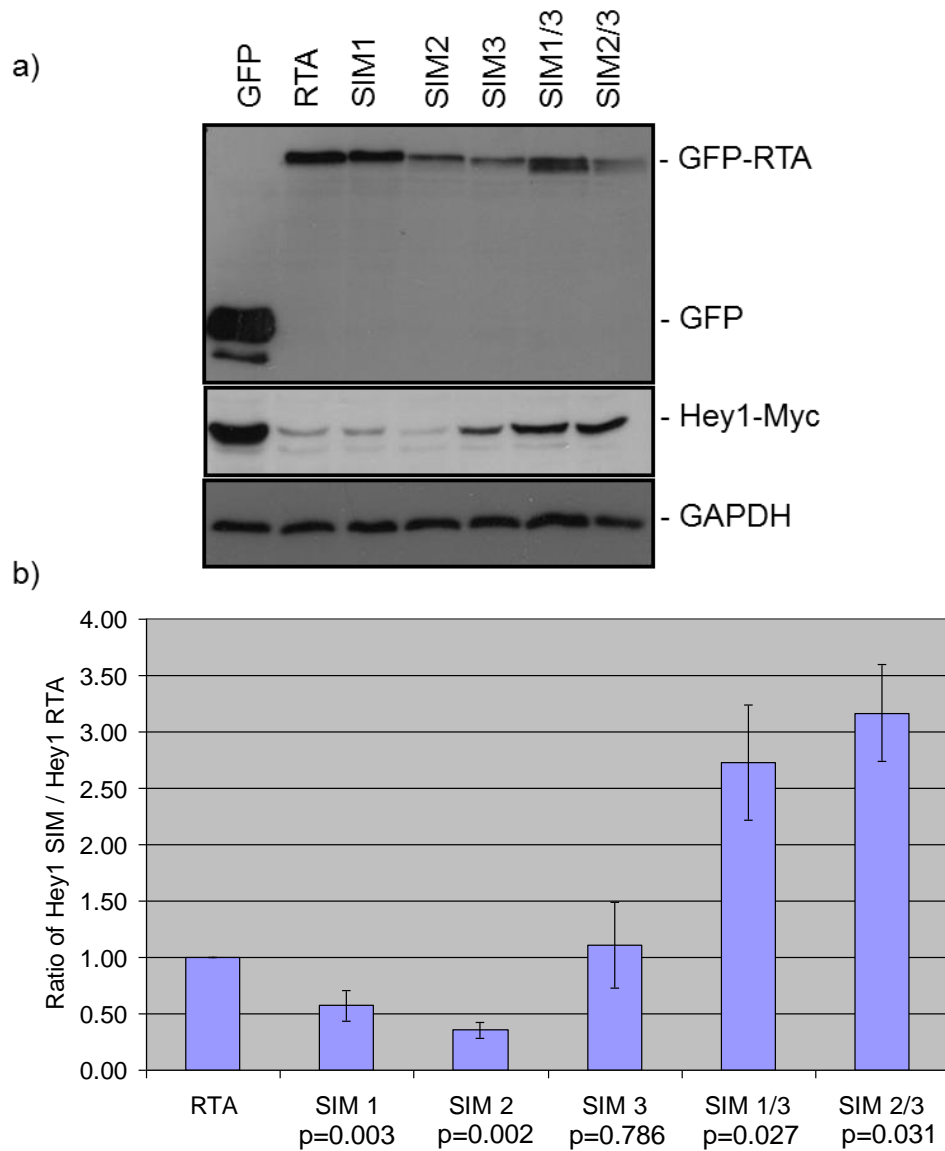 a)
GFP
RTA
SIM1
SIM2
SIM3
SIM1/3
SIM2/3
- GFP-RTA
- GFP
- Hey1-Myc
- GAPDH
b)
Ratio of Hey1 SIM / Hey1 RTA
4.00
3.50
3.00
2.50
2.00
1.50
1.00
0.50
0.00
RTA
SIM 1
p=0.003
SIM 2
p=0.002
SIM 3
p=0.786
SIM 1/3
p=0.027
SIM 2/3
p=0.031